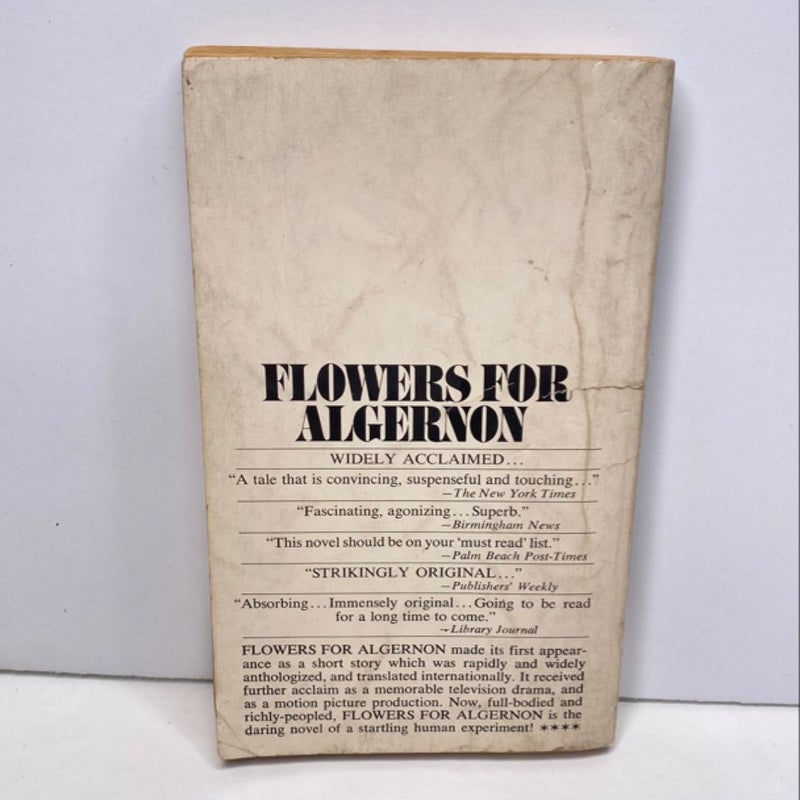 FLOWERS FOR
ALGERNON
WIDELY ACCLAIMED...
“A tale that is convincing, suspenseful and touching...”
—The New York Times
“Fascinating, agonizing...Superb.”
—Birmingham News
“This novel should be on your ‘must read’ list.”
—Palm Beach Post-Times
“STRIKINGLY ORIGINAL...”
—Publishers' Weekly
“Absorbing...Immensely original...Going to be read
for a long time to come.”
—Library Journal
FLOWERS FOR ALGERNON made its first appear-
ance as a short story which was rapidly and widely
anthologized, and translated internationally. It received
further acclaim as a memorable television drama, and
as a motion picture production. Now, full-bodied and
richly-peopled, FLOWERS FOR ALGERNON is the
daring novel of a startling human experiment! ****